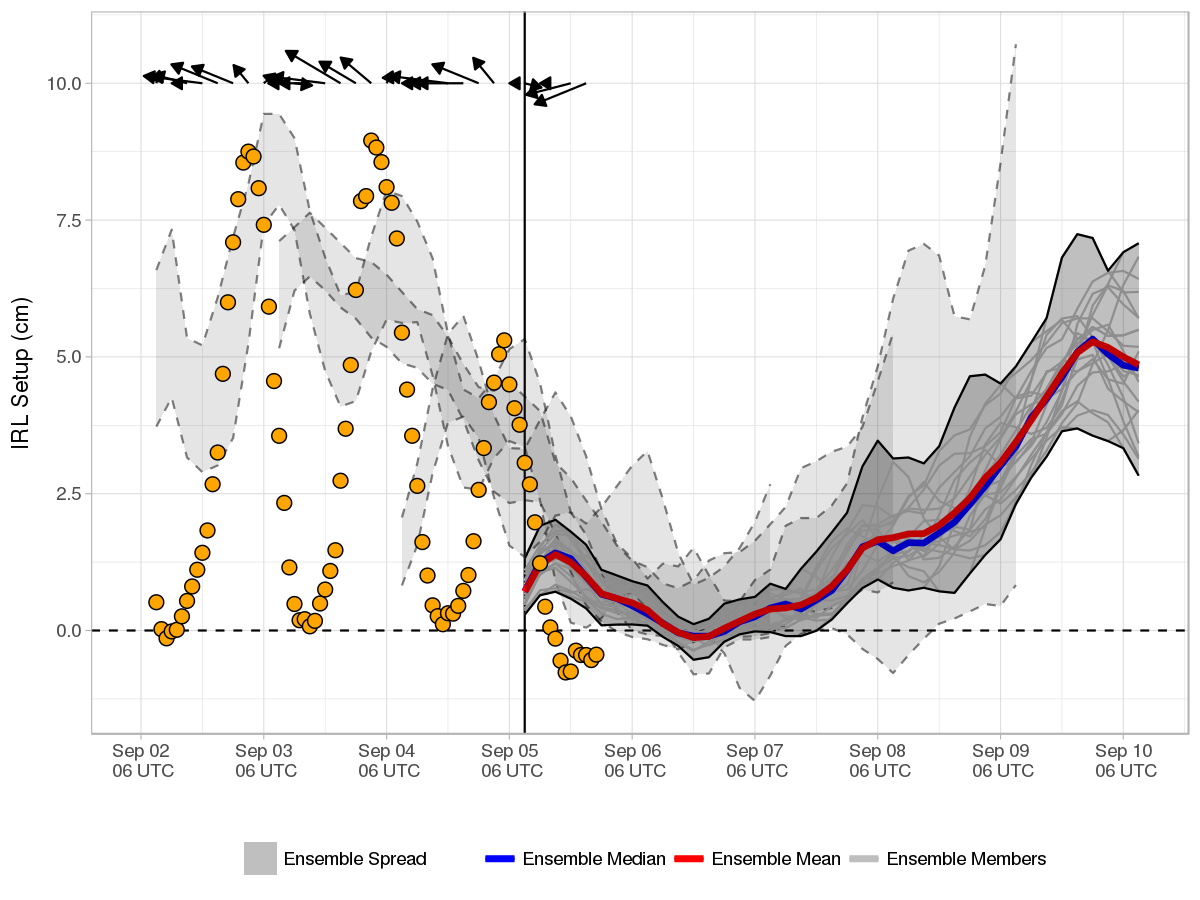 10.0
7.5
5.0
2.5
0.0
IRL Setup (cm)
Sep 02 Sep 03 Sep 04 Sep 05 Sep 06 Sep 07 Sep 08 Sep 09 Sep 10
06 UTC 06 UTC 06 UTC 06 UTC 06 UTC 06 UTC 06 UTC 06 UTC 06 UTC
Ensemble Spread Ensemble Median Ensemble Mean Ensemble Members